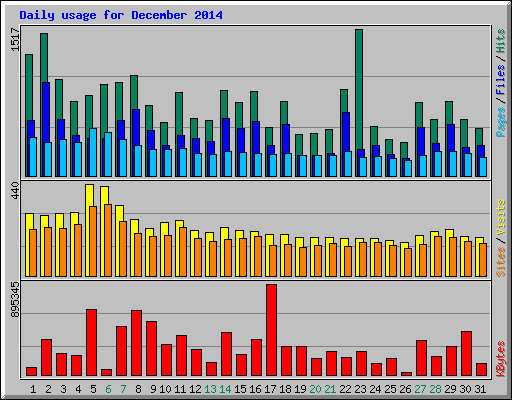 Daily usage for December 2014
1517
Pages / Files / Hits
440
Sites / Visits
895345
KBytes
1 2 3 4 5 6 7 8 9 10 11 12 13 14 15 16 17 18 19 20 21 22 23 24 25 26 27 28 29 30 31